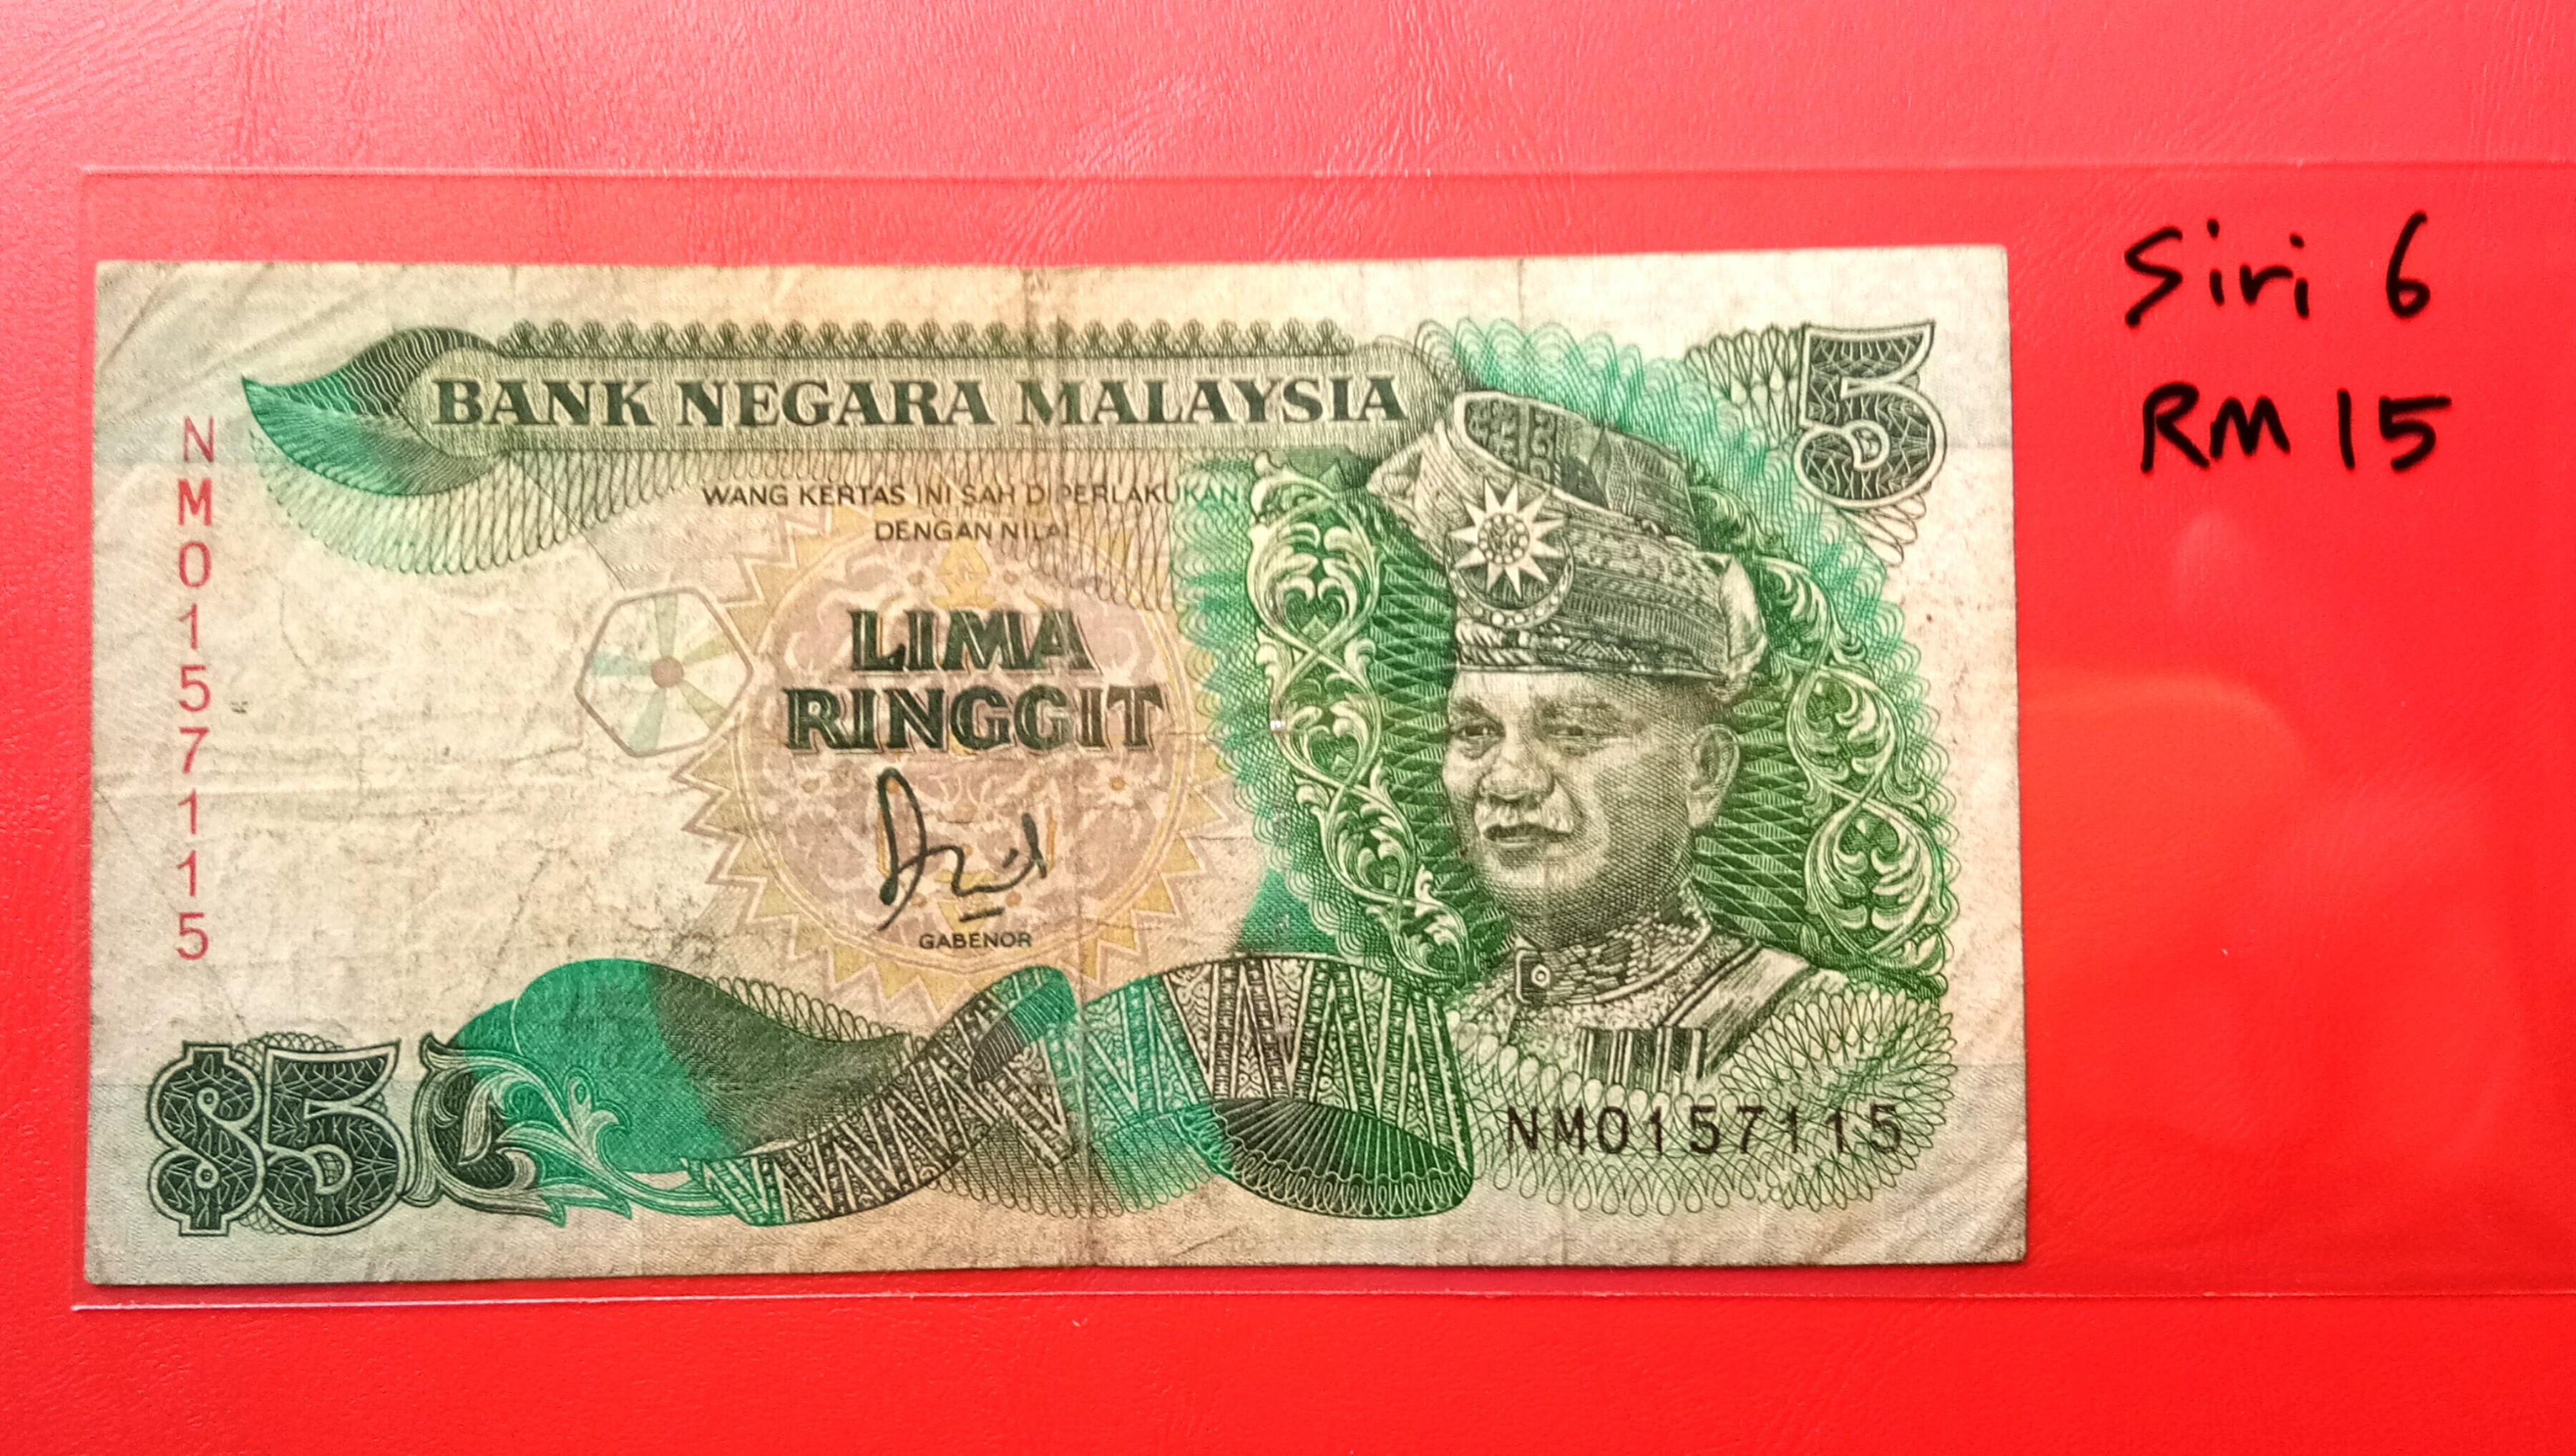 Siri 6
RM 15
5
BANK NEGARA MALAYSIA
WANG KERTAS INI SAH DIPERLAKUKAN
DENGAN NILAI
LIMA
RINGGIT
GABENOR
NM0157115
$5
NM0157115